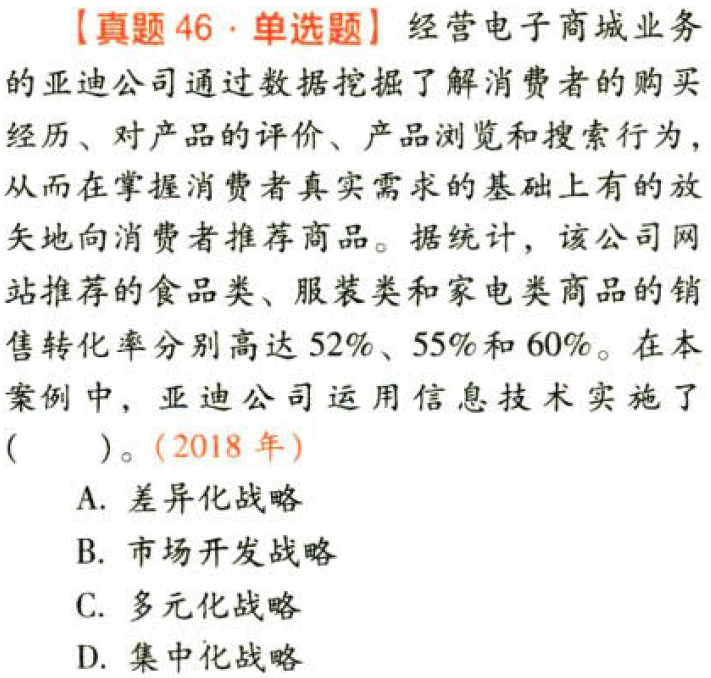 【真题 46·单选题】经营电子商城业务
的亚迪公司通过数据挖掘了解消费者的购买
经历、对产品的评价、产品浏览和搜索行为，
从而在掌握消费者真实需求的基础上有的放
矢地向消费者推荐商品。据统计，该公司网
站推荐的食品类、服装类和家电类商品的销
售转化率分别高达 52%、55%和 60%。在本
案例中，亚迪公司运用信息技术实施了
(　　)。(2018 年)
A. 差异化战略
B. 市场开发战略
C. 多元化战略
D. 集中化战略